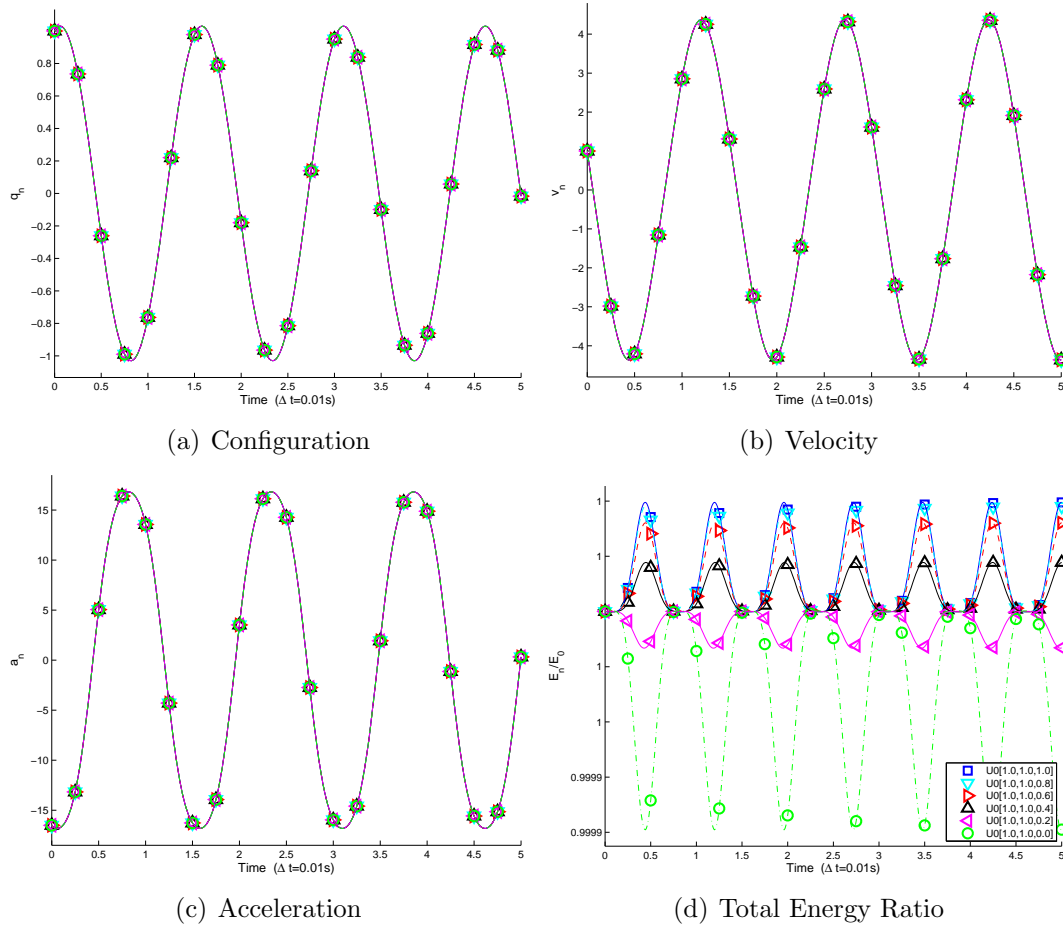 0.8
0.6
0.4
0.2
0
−0.2
−0.4
−0.6
−0.8
−1
q_n
0 0.5 1 1.5 2 2.5 3 3.5 4 4.5 5
Time (Δ t=0.01s)
(a) Configuration
4
3
2
1
0
−1
−2
−3
−4
v_n
0 0.5 1 1.5 2 2.5 3 3.5 4 4.5 5
Time (Δ t=0.01s)
(b) Velocity
15
10
5
0
−5
−10
−15
a_n
0 0.5 1 1.5 2 2.5 3 3.5 4 4.5 5
Time (Δ t=0.01s)
(c) Acceleration
1
1
1
1
0.9999
0.9999
E_n/E_0
U0[1.0,1.0,1.0]
U0[1.0,1.0,0.8]
U0[1.0,1.0,0.6]
U0[1.0,1.0,0.4]
U0[1.0,1.0,0.2]
U0[1.0,1.0,0.0]
0 0.5 1 1.5 2 2.5 3 3.5 4 4.5 5
Time (Δ t=0.01s)
(d) Total Energy Ratio